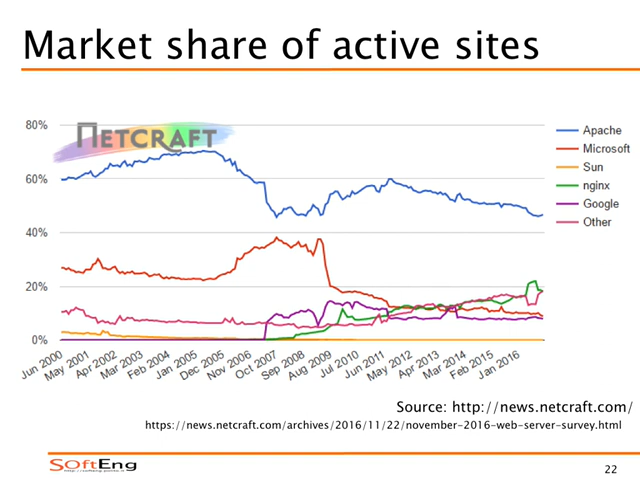 Market share of active sites
NETCRAFT
80%
60%
40%
20%
0%
Apache
Microsoft
Sun
nginx
Google
Other
Jun 2000
May 2001
Apr 2002
Mar 2003
Feb 2004
Jan 2005
Dec 2005
Nov 2006
Oct 2007
Sep 2008
Aug 2009
Jul 2010
Jun 2011
May 2012
Apr 2013
Mar 2014
Feb 2015
Jan 2016
Source: http://news.netcraft.com/
https://news.netcraft.com/archives/2016/11/22/november-2016-web-server-survey.html
SOftEng
22